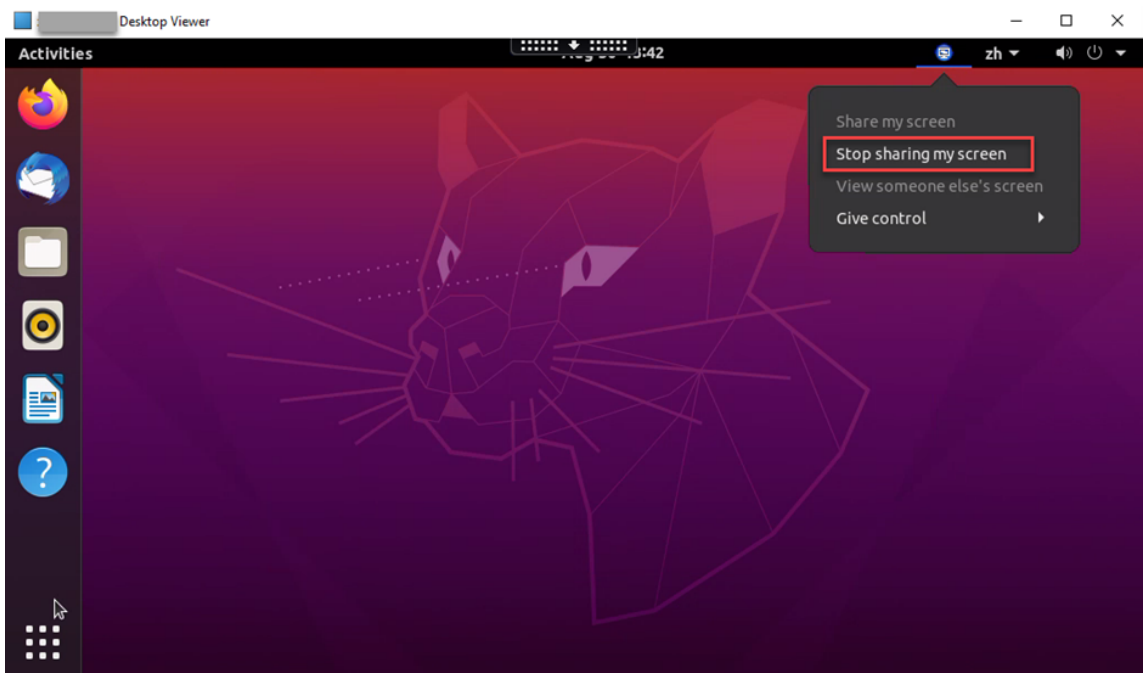 Desktop Viewer
Activities
:42
zh
Share my screen
Stop sharing my screen
View someone else's screen
Give control
?